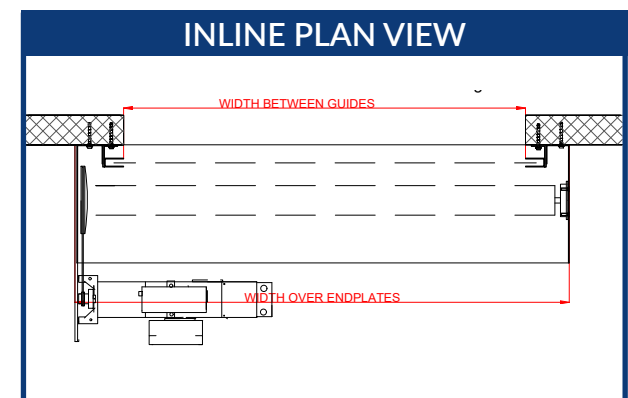 INLINE PLAN VIEW
WIDTH BETWEEN GUIDES
WIDTH OVER ENDPLATES